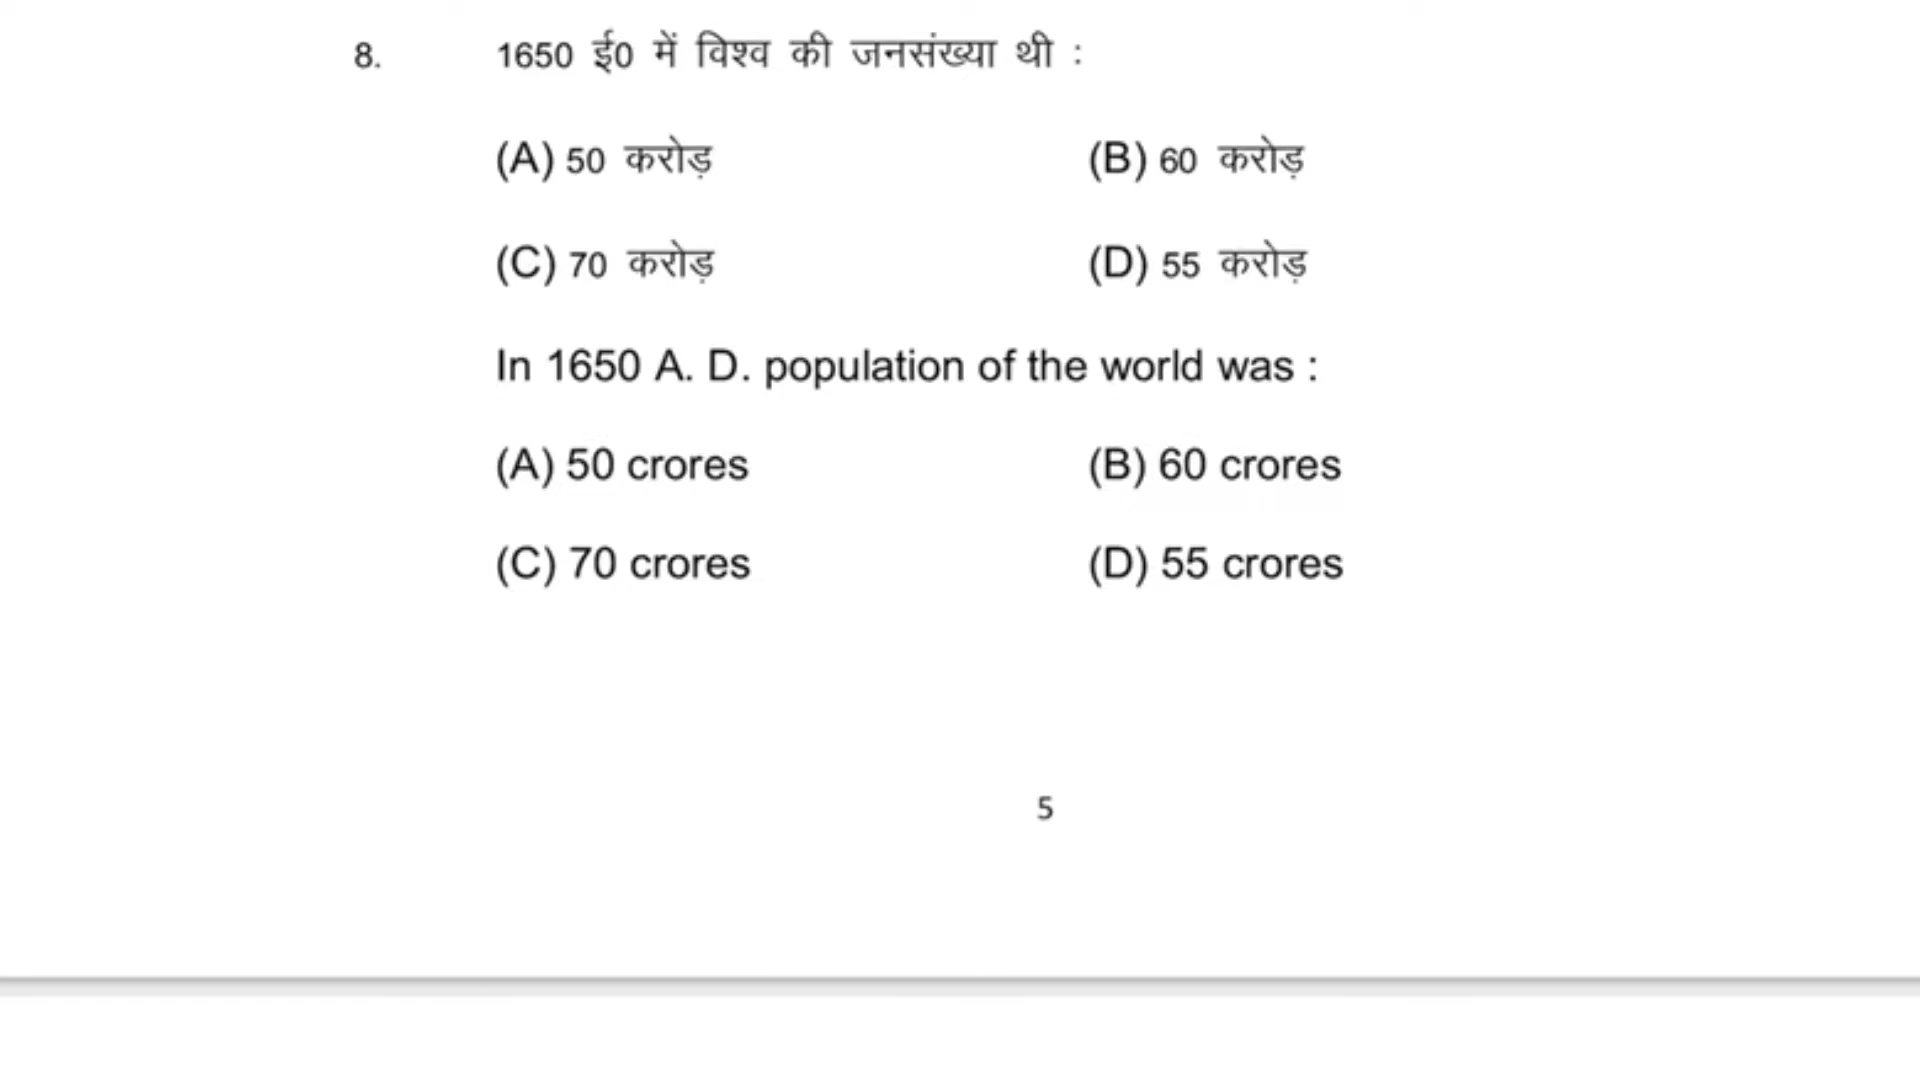 8. 1650 ई0 में विश्व की जनसंख्या थी :
(A) 50 करोड़ (B) 60 करोड़
(C) 70 करोड़ (D) 55 करोड़
In 1650 A. D. population of the world was :
(A) 50 crores (B) 60 crores
(C) 70 crores (D) 55 crores
5